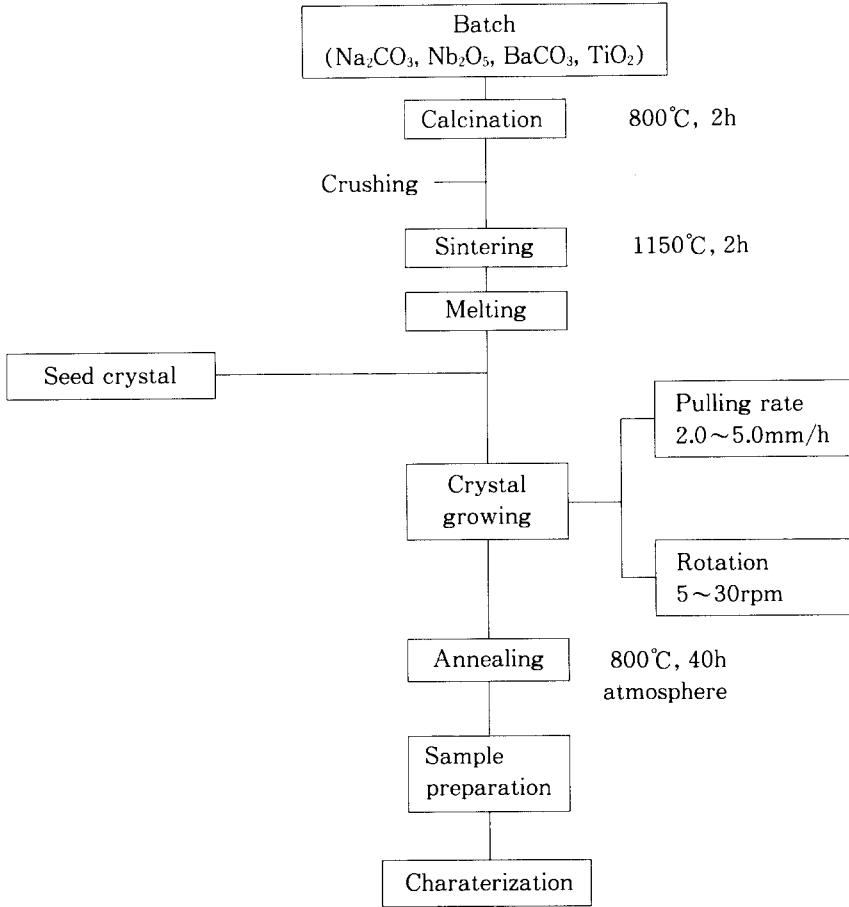 Batch
(Na₂CO₃, Nb₂O₅, BaCO₃, TiO₂)
Calcination
800℃, 2h
Crushing
Sintering
1150℃, 2h
Melting
Seed crystal
Pulling rate
2.0～5.0mm/h
Crystal
growing
Rotation
5～30rpm
Annealing
800℃, 40h
atmosphere
Sample
preparation
Charaterization